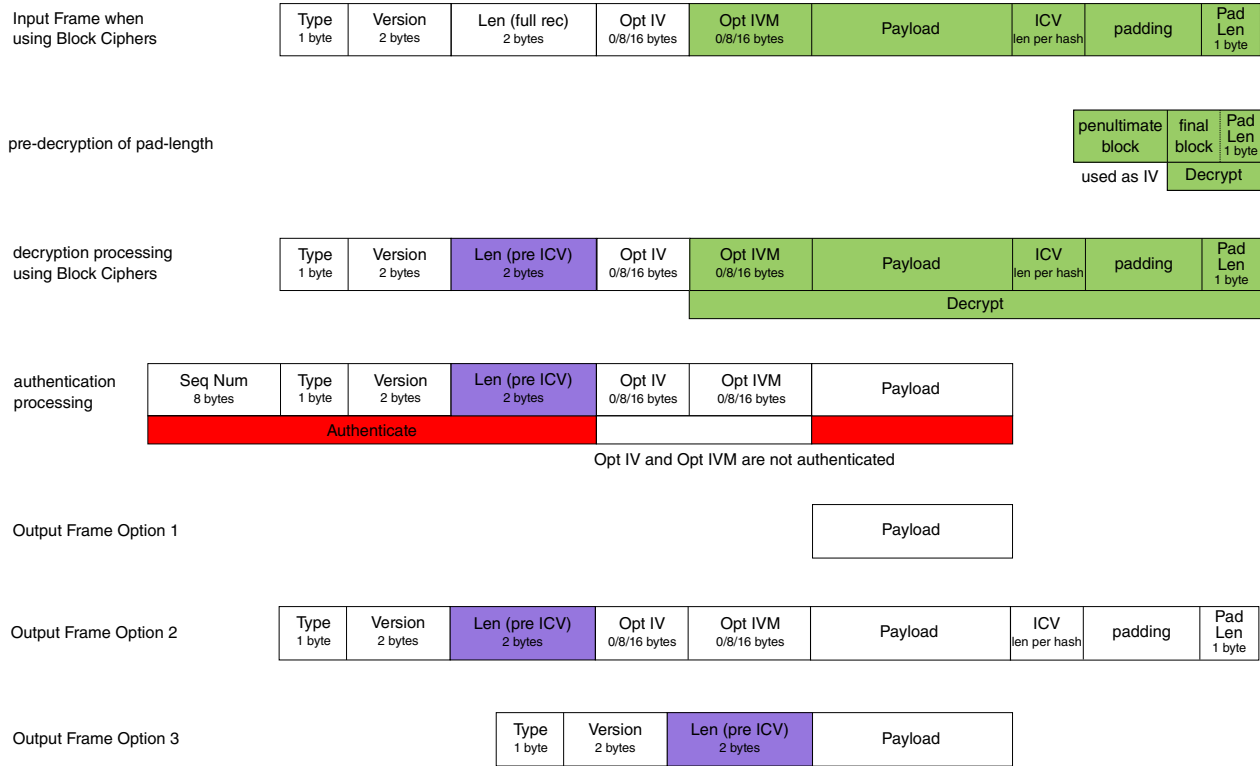 Input Frame when
using Block Ciphers
Type
1 byte
Version
2 bytes
Len (full rec)
2 bytes
Opt IV
0/8/16 bytes
Opt IVM
0/8/16 bytes
Payload
ICV
len per hash
padding
Pad
Len
1 byte
pre-decryption of pad-length
penultimate
block
final
block
Pad
Len
1 byte
used as IV
Decrypt
decryption processing
using Block Ciphers
Type
1 byte
Version
2 bytes
Len (pre ICV)
2 bytes
Opt IV
0/8/16 bytes
Opt IVM
0/8/16 bytes
Payload
ICV
len per hash
padding
Pad
Len
1 byte
Decrypt
authentication
processing
Seq Num
8 bytes
Type
1 byte
Version
2 bytes
Len (pre ICV)
2 bytes
Opt IV
0/8/16 bytes
Opt IVM
0/8/16 bytes
Payload
Authenticate
Opt IV and Opt IVM are not authenticated
Output Frame Option 1
Payload
Output Frame Option 2
Type
1 byte
Version
2 bytes
Len (pre ICV)
2 bytes
Opt IV
0/8/16 bytes
Opt IVM
0/8/16 bytes
Payload
ICV
len per hash
padding
Pad
Len
1 byte
Output Frame Option 3
Type
1 byte
Version
2 bytes
Len (pre ICV)
2 bytes
Payload